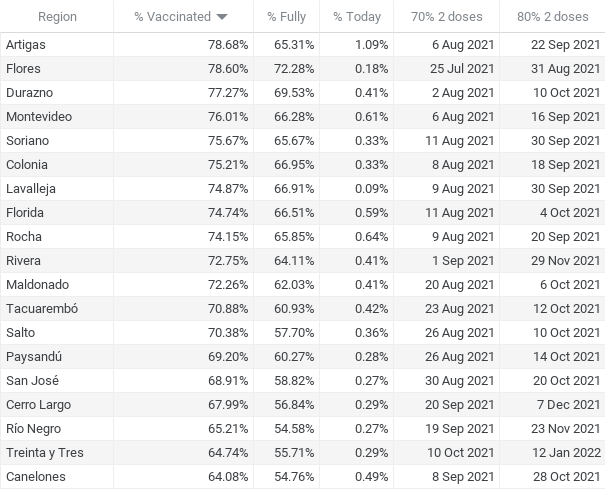 Region % Vaccinated % Fully % Today 70% 2 doses 80% 2 doses
Artigas 78.68% 65.31% 1.09% 6 Aug 2021 22 Sep 2021
Flores 78.60% 72.28% 0.18% 25 Jul 2021 31 Aug 2021
Durazno 77.27% 69.53% 0.41% 2 Aug 2021 10 Oct 2021
Montevideo 76.01% 66.28% 0.61% 6 Aug 2021 16 Sep 2021
Soriano 75.67% 65.67% 0.33% 11 Aug 2021 30 Sep 2021
Colonia 75.21% 66.95% 0.33% 8 Aug 2021 18 Sep 2021
Lavalleja 74.87% 66.91% 0.09% 9 Aug 2021 30 Sep 2021
Florida 74.74% 66.51% 0.59% 11 Aug 2021 4 Oct 2021
Rocha 74.15% 65.85% 0.64% 9 Aug 2021 20 Sep 2021
Rivera 72.75% 64.11% 0.41% 1 Sep 2021 29 Nov 2021
Maldonado 72.26% 62.03% 0.41% 20 Aug 2021 6 Oct 2021
Tacuarembó 70.88% 60.93% 0.42% 23 Aug 2021 12 Oct 2021
Salto 70.38% 57.70% 0.36% 26 Aug 2021 10 Oct 2021
Paysandú 69.20% 60.27% 0.28% 26 Aug 2021 14 Oct 2021
San José 68.91% 58.82% 0.27% 30 Aug 2021 20 Oct 2021
Cerro Largo 67.99% 56.84% 0.29% 20 Sep 2021 7 Dec 2021
Río Negro 65.21% 54.58% 0.27% 19 Sep 2021 23 Nov 2021
Treinta y Tres 64.74% 55.71% 0.29% 10 Oct 2021 12 Jan 2022
Canelones 64.08% 54.76% 0.49% 8 Sep 2021 28 Oct 2021